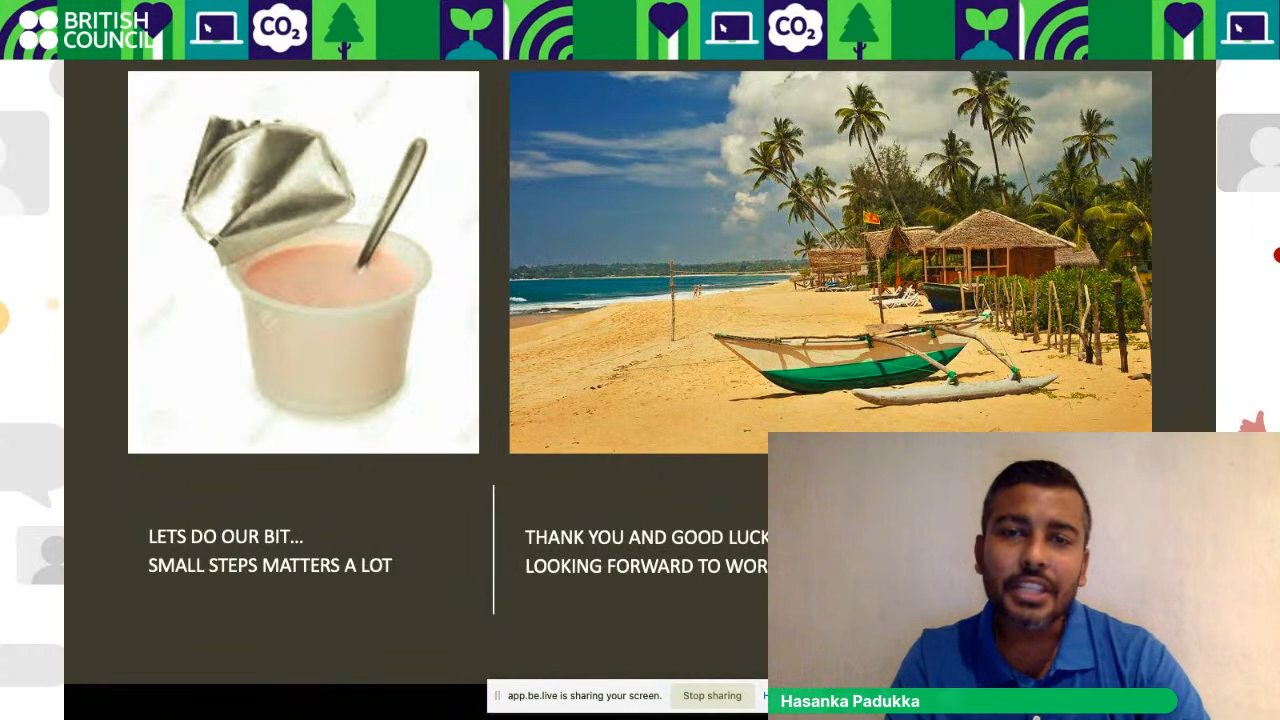 BRITISH
COUNCIL
CO₂
CO₂
LETS DO OUR BIT...
SMALL STEPS MATTERS A LOT
THANK YOU AND GOOD LUCK
LOOKING FORWARD TO
app.be.live is sharing your screen.
Stop sharing
Hasanka Padukka